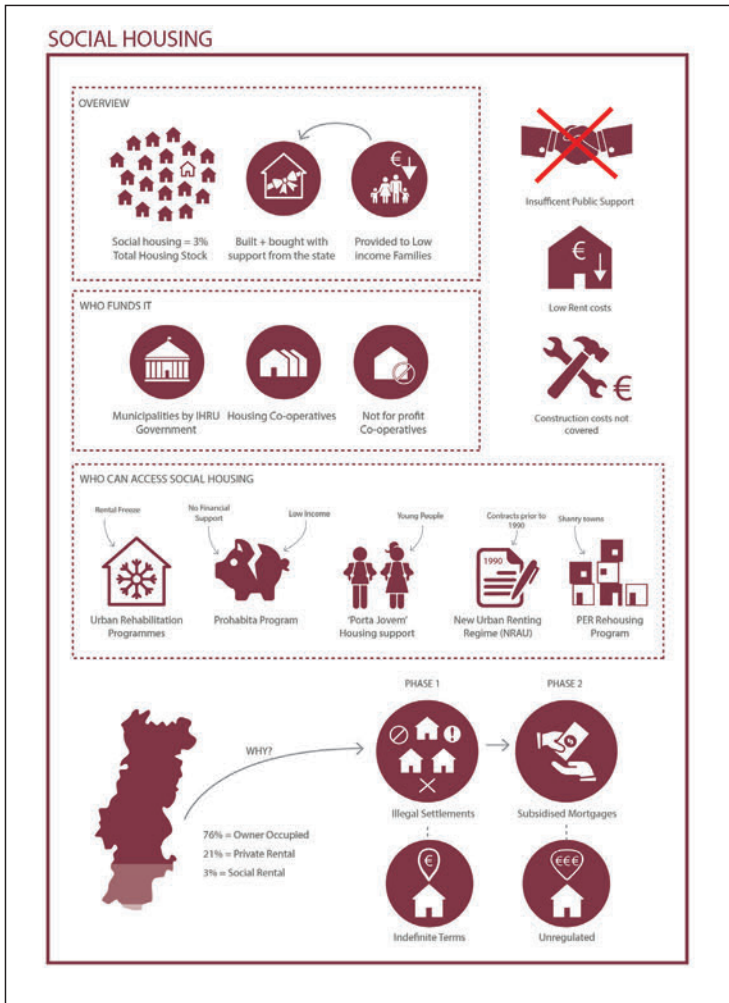 SOCIAL HOUSING
OVERVIEW
€
Social housing = 3%
Total Housing Stock
Built + bought with
support from the state
Provided to Low
income Families
Insufficent Public Support
€
Low Rent costs
€
Construction costs not
covered
WHO FUNDS IT
Municipalities by IHRU
Government
Housing Co-operatives
Not for profit
Co-operatives
WHO CAN ACCESS SOCIAL HOUSING
Rental Freeze
Urban Rehabilitation
Programmes
No Financial
Support
Low Income
Prohabita Program
Young People
'Porta Jovem'
Housing support
Contracts prior to
1990
1990
New Urban Renting
Regime (NRAU)
Shanty towns
PER Rehousing
Program
WHY?
76% = Owner Occupied
21% = Private Rental
3% = Social Rental
PHASE 1
Illegal Settlements
€
Indefinite Terms
PHASE 2
$
Subsidised Mortgages
€€€
Unregulated